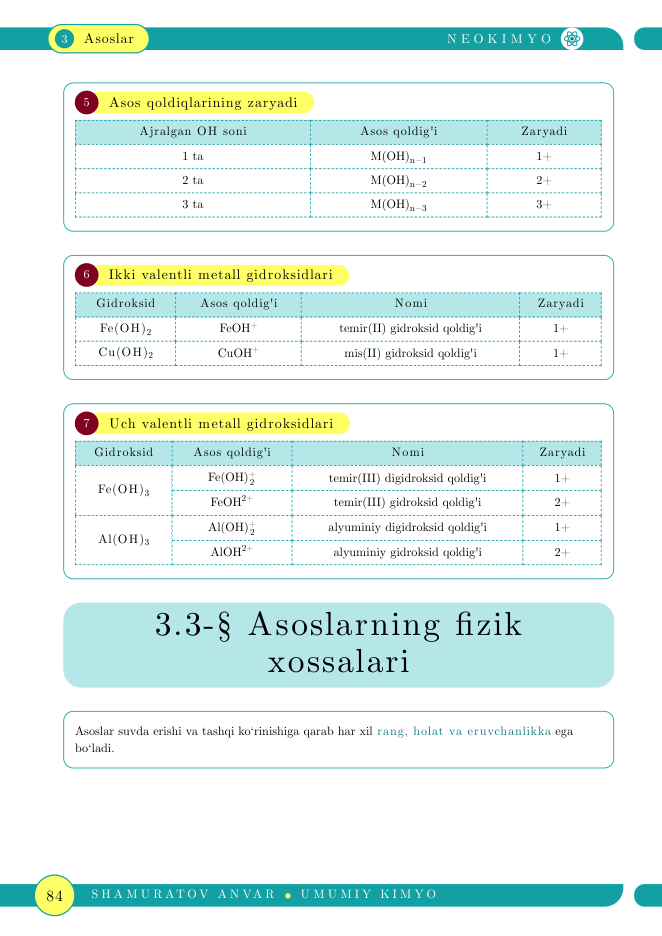 3 Asoslar NEOKIMYO
5 Asos qoldiqlarining zaryadi
Ajralgan OH soni Asos qoldig'i Zaryadi
1 ta M(OH)ₙ₋₁ 1+
2 ta M(OH)ₙ₋₂ 2+
3 ta M(OH)ₙ₋₃ 3+
6 Ikki valentli metall gidroksidlari
Gidroksid Asos qoldig'i Nomi Zaryadi
Fe(OH)₂ FeOH⁺ temir(II) gidroksid qoldig'i 1+
Cu(OH)₂ CuOH⁺ mis(II) gidroksid qoldig'i 1+
7 Uch valentli metall gidroksidlari
Gidroksid Asos qoldig'i Nomi Zaryadi
Fe(OH)₃ Fe(OH)₂⁺ temir(III) digidroksid qoldig'i 1+
FeOH²⁺ temir(III) gidroksid qoldig'i 2+
Al(OH)₃ Al(OH)₂⁺ alyuminiy digidroksid qoldig'i 1+
AlOH²⁺ alyuminiy gidroksid qoldig'i 2+
3.3-§ Asoslarning fizik
xossalari
Asoslar suvda erishi va tashqi ko‘rinishiga qarab har xil rang, holat va eruvchanlikka ega
bo‘ladi.
84 SHAMURATOV ANVAR • UMUMIY KIMYO